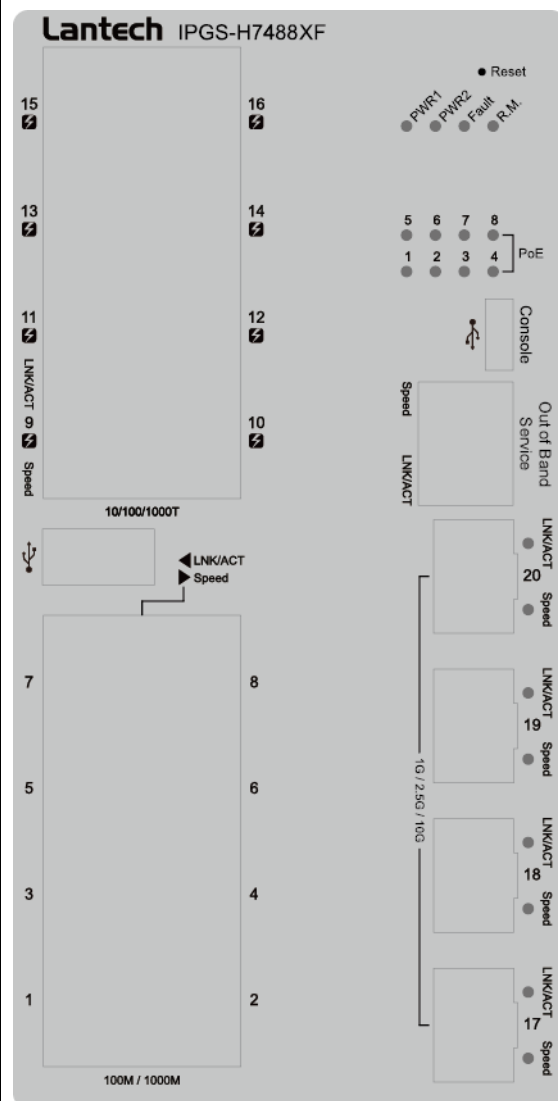 Lantech IPGS-H7488XF
Reset
PWR1 PWR2 Fault R.M.
15 16
13 14
5 6 7 8
1 2 3 4
PoE
11 12
LNK/ACT
9 10
Speed
10/100/1000T
Console
Out of Band
Service
Speed
LNK/ACT
LNK/ACT
Speed
7 8
5 6
3 4
1 2
100M / 1000M
1G / 2.5G / 10G
LNK/ACT
20
Speed
LNK/ACT
19
Speed
LNK/ACT
18
Speed
LNK/ACT
17
Speed